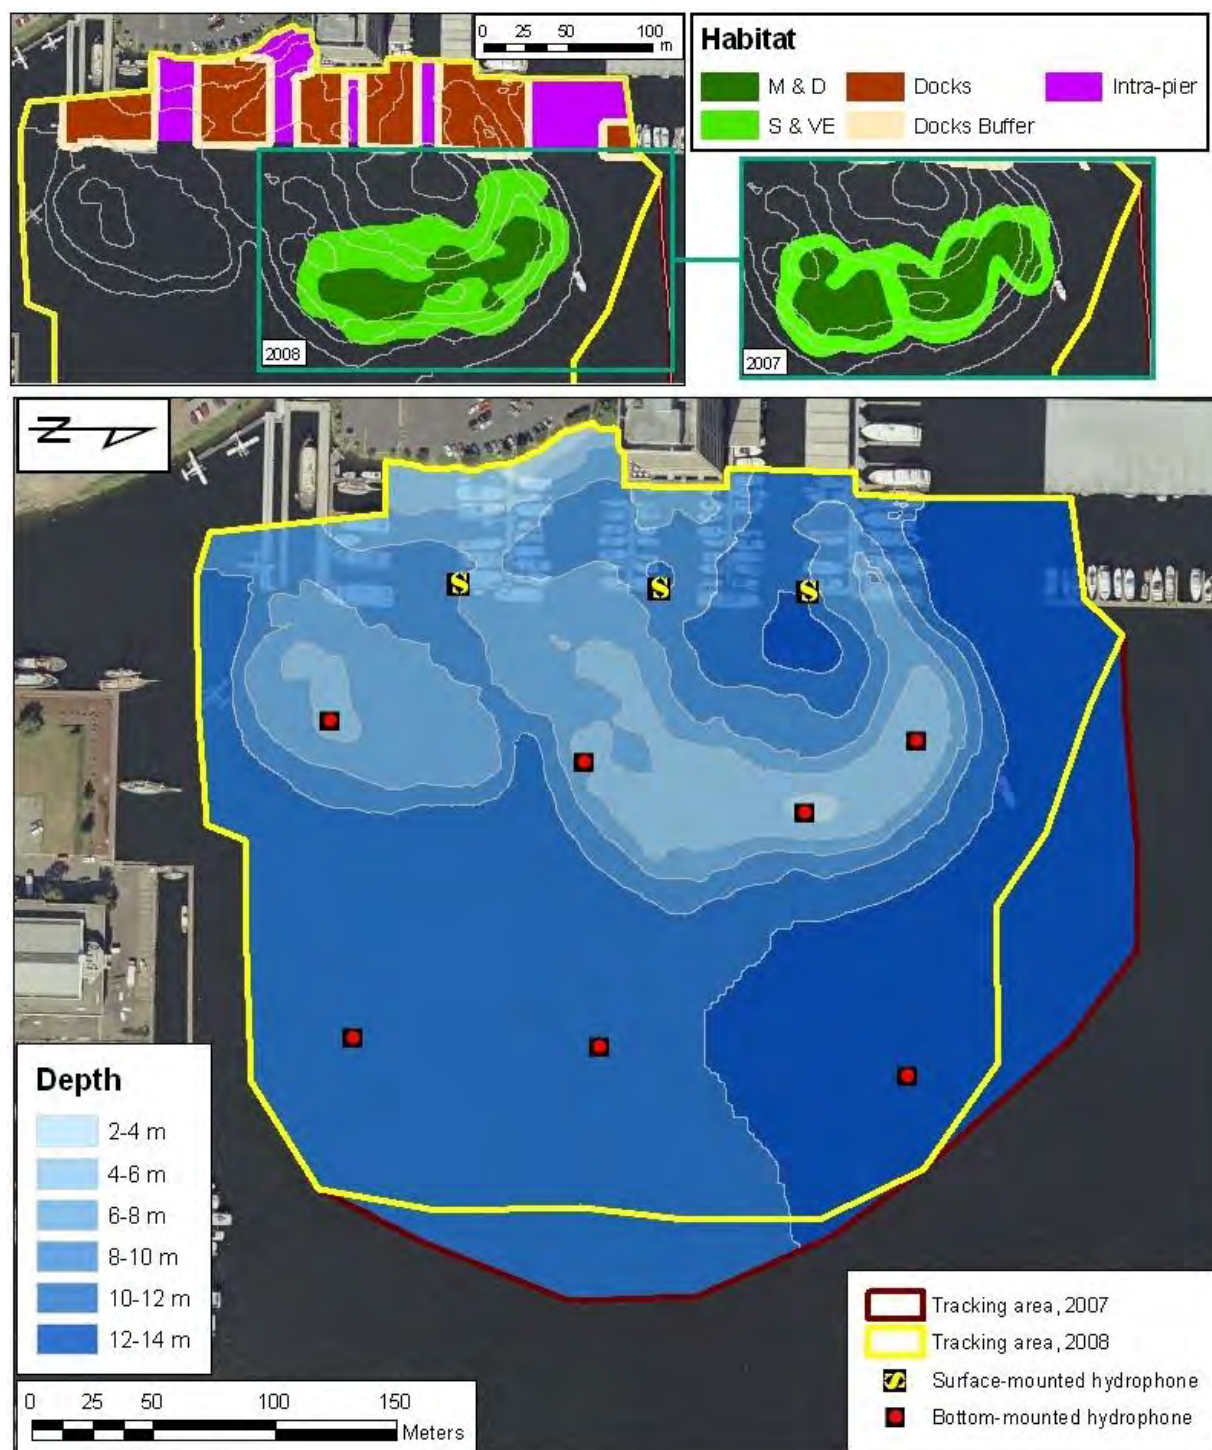 0 25 50 100
m
Habitat
M & D
Docks
Intra-pier
S & VE
Docks Buffer
2008
2007
N
Depth
2-4 m
4-6 m
6-8 m
8-10 m
10-12 m
12-14 m
0 25 50 100 150
Meters
Tracking area, 2007
Tracking area, 2008
S Surface-mounted hydrophone
Bottom-mounted hydrophone
S
S
S